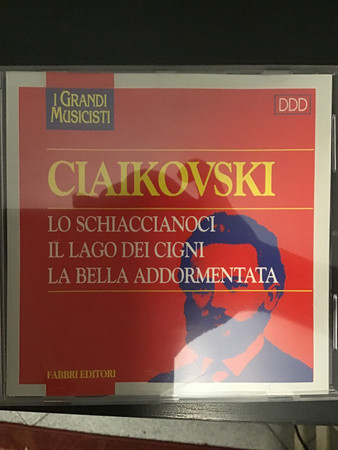 I GRANDI
MUSICISTI
DDD
CIAIKOVSKI
LO SCHIACCIANOCI
IL LAGO DEI CIGNI
LA BELLA ADDORMENTATA
FABBRI EDITORI